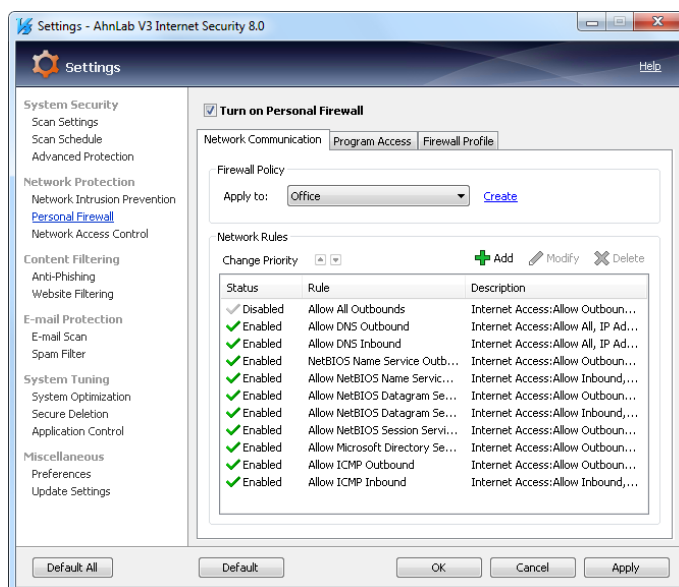 Settings - AhnLab V3 Internet Security 8.0
Settings
Help
System Security
Scan Settings
Scan Schedule
Advanced Protection
Network Protection
Network Intrusion Prevention
Personal Firewall
Network Access Control
Content Filtering
Anti-Phishing
Website Filtering
E-mail Protection
E-mail Scan
Spam Filter
System Tuning
System Optimization
Secure Deletion
Application Control
Miscellaneous
Preferences
Update Settings
Turn on Personal Firewall
Network Communication Program Access Firewall Profile
Firewall Policy
Apply to: Office Create
Network Rules
Change Priority Add Modify Delete
Status Rule Description
Disabled Allow All Outbounds Internet Access:Allow Outboun...
Enabled Allow DNS Outbound Internet Access:Allow All, IP Ad...
Enabled Allow DNS Inbound Internet Access:Allow All, IP Ad...
Enabled NetBIOS Name Service Outb... Internet Access:Allow Outboun...
Enabled Allow NetBIOS Name Servic... Internet Access:Allow Inbound,...
Enabled Allow NetBIOS Datagram Se... Internet Access:Allow Outboun...
Enabled Allow NetBIOS Datagram Se... Internet Access:Allow Inbound,...
Enabled Allow NetBIOS Session Servi... Internet Access:Allow Outboun...
Enabled Allow Microsoft Directory Se... Internet Access:Allow Outboun...
Enabled Allow ICMP Outbound Internet Access:Allow Outboun...
Enabled Allow ICMP Inbound Internet Access:Allow Inbound,...
Default All Default OK Cancel Apply